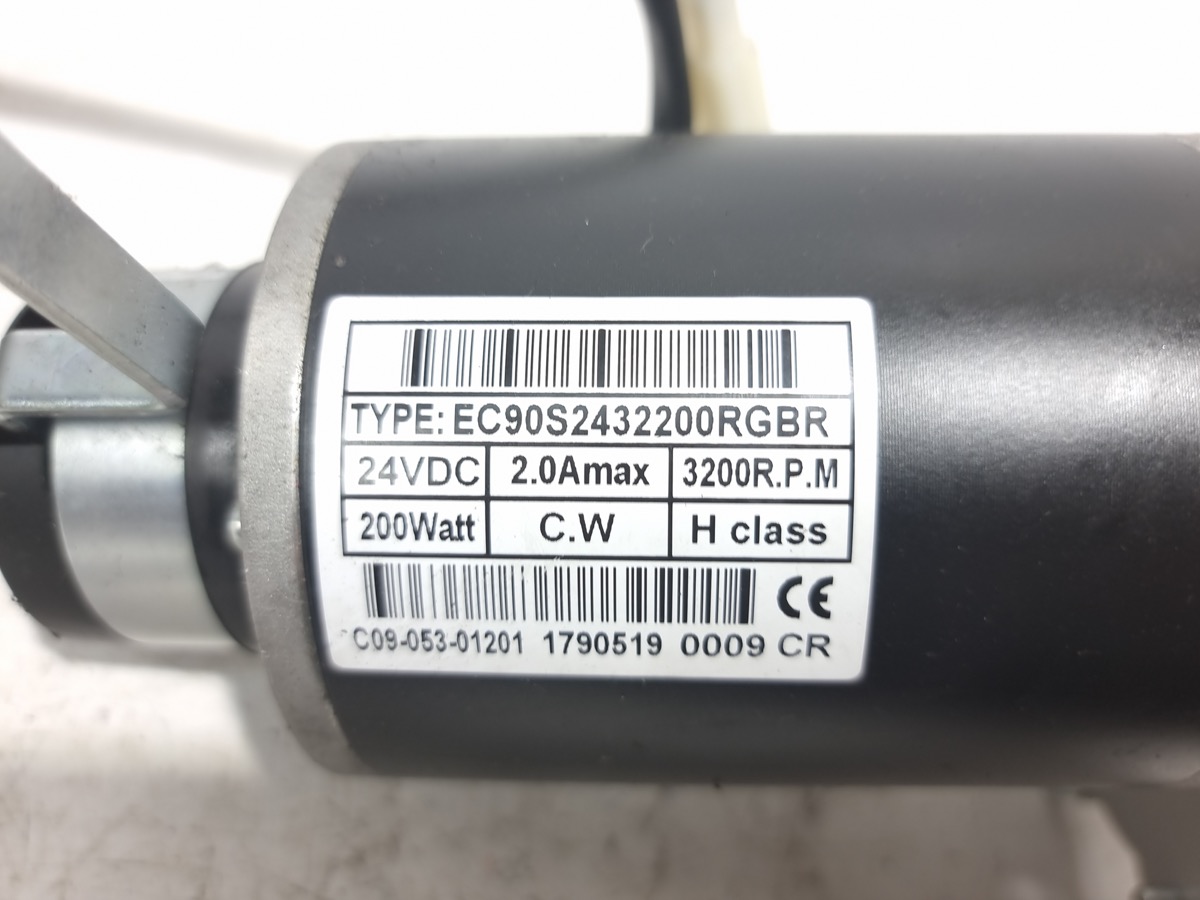 TYPE: EC90S2432200RGBR
24VDC 2.0Amax 3200R.P.M
200Watt C.W H class
CE
C09-053-01201 1790519 0009 CR